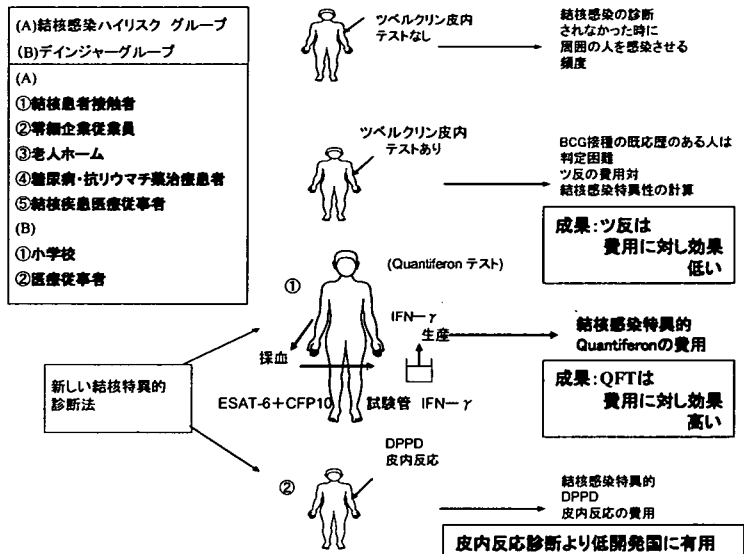 (A)結核感染ハイリスク グループ
(B)デインジャーグループ
(A)
①結核患者接触者
②零細企業従業員
③老人ホーム
④糖尿病・抗リウマチ薬治療患者
⑤結核疾患医療従事者
(B)
①小学校
②医療従事者
ツベルクリン皮内
テストなし
結核感染の診断
されなかった時に
周囲の人を感染させる
頻度
ツベルクリン皮内
テストあり
BCG接種の既応歴のある人は
判定困難
ツ反の費用対
結核感染特異性の計算
成果:ツ反は
費用に対し効果
低い
新しい結核特異的
診断法
①
(Quantiferon テスト)
IFN-γ
生産
採血
ESAT-6+CFP10
試験管
IFN-γ
結核感染特異的
Quantiferonの費用
成果:QFTは
費用に対し効果
高い
②
DPPD
皮内反応
結核感染特異的
DPPD
皮内反応の費用
皮内反応診断より低開発国に有用